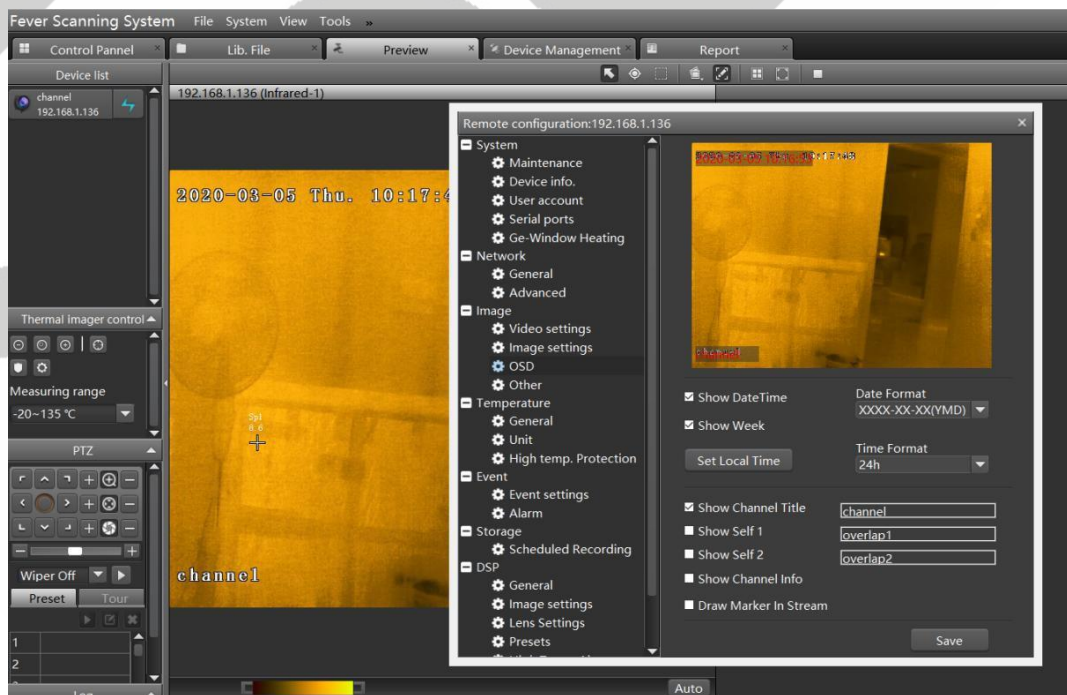 Fever Scanning System File System View Tools »
Control Pannel × Lib. File × Preview × Device Management × Report ×
Device list
channel
192.168.1.136
192.168.1.136 (Infrared-1)
2020-03-05 Thu. 10:17:4
Sp1
8.6
channel
Thermal imager control
Measuring range
-20~135 ℃
PTZ
Wiper Off
Preset Tour
1
2
Auto
Remote configuration:192.168.1.136 ×
System
Maintenance
Device info.
User account
Serial ports
Ge-Window Heating
Network
General
Advanced
Image
Video settings
Image settings
OSD
Other
Temperature
General
Unit
High temp. Protection
Event
Event settings
Alarm
Storage
Scheduled Recording
DSP
General
Image settings
Lens Settings
Presets
channel
Show DateTime
Show Week
Set Local Time
Date Format
XXXX-XX-XX(YMD)
Time Format
24h
Show Channel Title channel
Show Self 1 overlap1
Show Self 2 overlap2
Show Channel Info
Draw Marker In Stream
Save